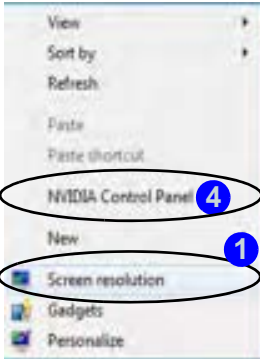 View
Sort by
Refresh
Paste
Paste shortcut
NVIDIA Control Panel 4
New
1
Screen resolution
Gadgets
Personalize